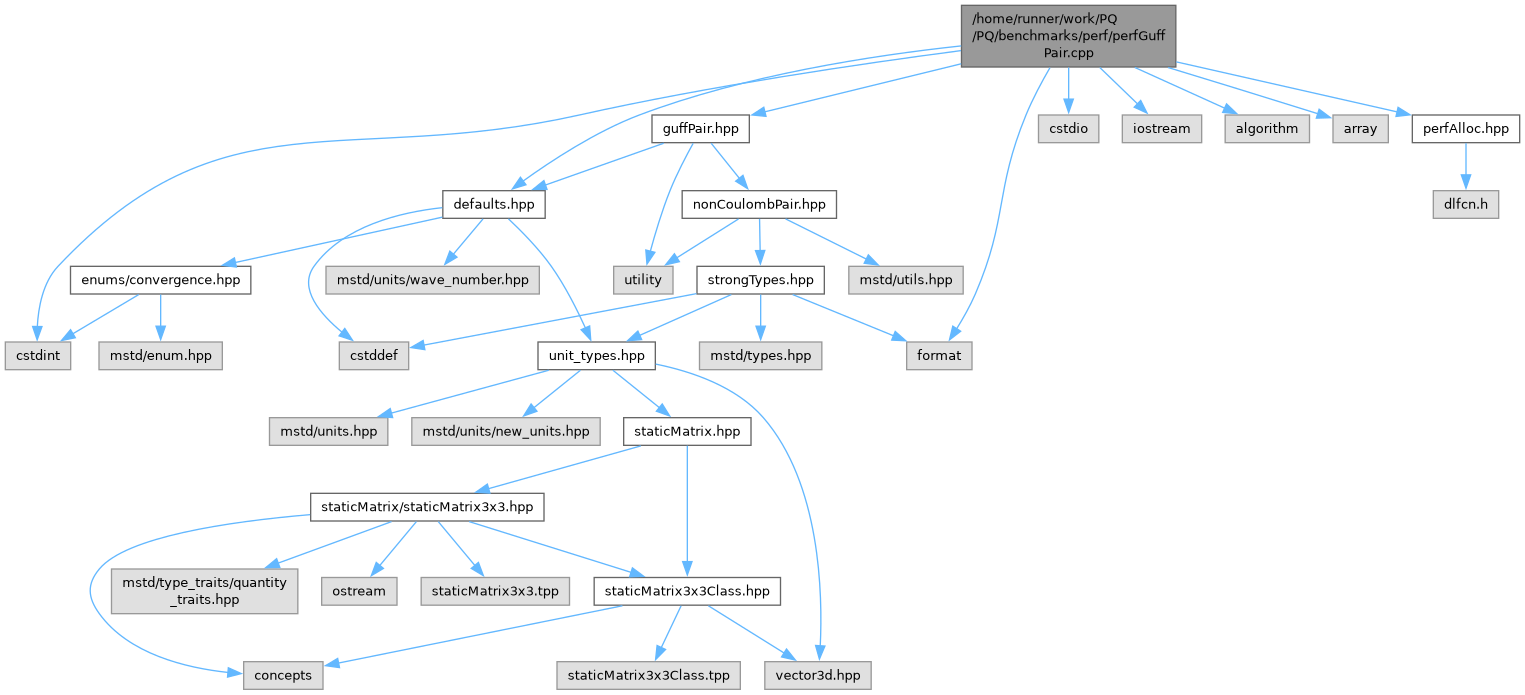 /home/runner/work/PQ
/PQ/benchmarks/perf/perfGuff
Pair.cpp
guffPair.hpp
cstdio
iostream
algorithm
array
perfAlloc.hpp
defaults.hpp
nonCoulombPair.hpp
dlfcn.h
enums/convergence.hpp
mstd/units/wave_number.hpp
utility
strongTypes.hpp
mstd/utils.hpp
cstdint
mstd/enum.hpp
cstddef
unit_types.hpp
mstd/types.hpp
format
mstd/units.hpp
mstd/units/new_units.hpp
staticMatrix.hpp
staticMatrix/staticMatrix3x3.hpp
mstd/type_traits/quantity
_traits.hpp
ostream
staticMatrix3x3.tpp
staticMatrix3x3Class.hpp
concepts
staticMatrix3x3Class.tpp
vector3d.hpp